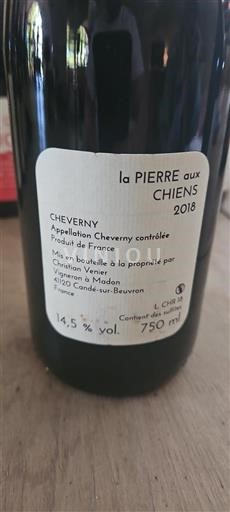 la PIERRE aux
CHIENS
2018
CHEVERNY
Appellation Cheverny contrôlée
Produit de France
Mis en bouteille à la propriété par
Christian Venier
Vigneron à Madon
41120 Candé-sur-Beuvron
France
L. CHR 18
Contient des sulfites
14,5 % vol.
750 ml